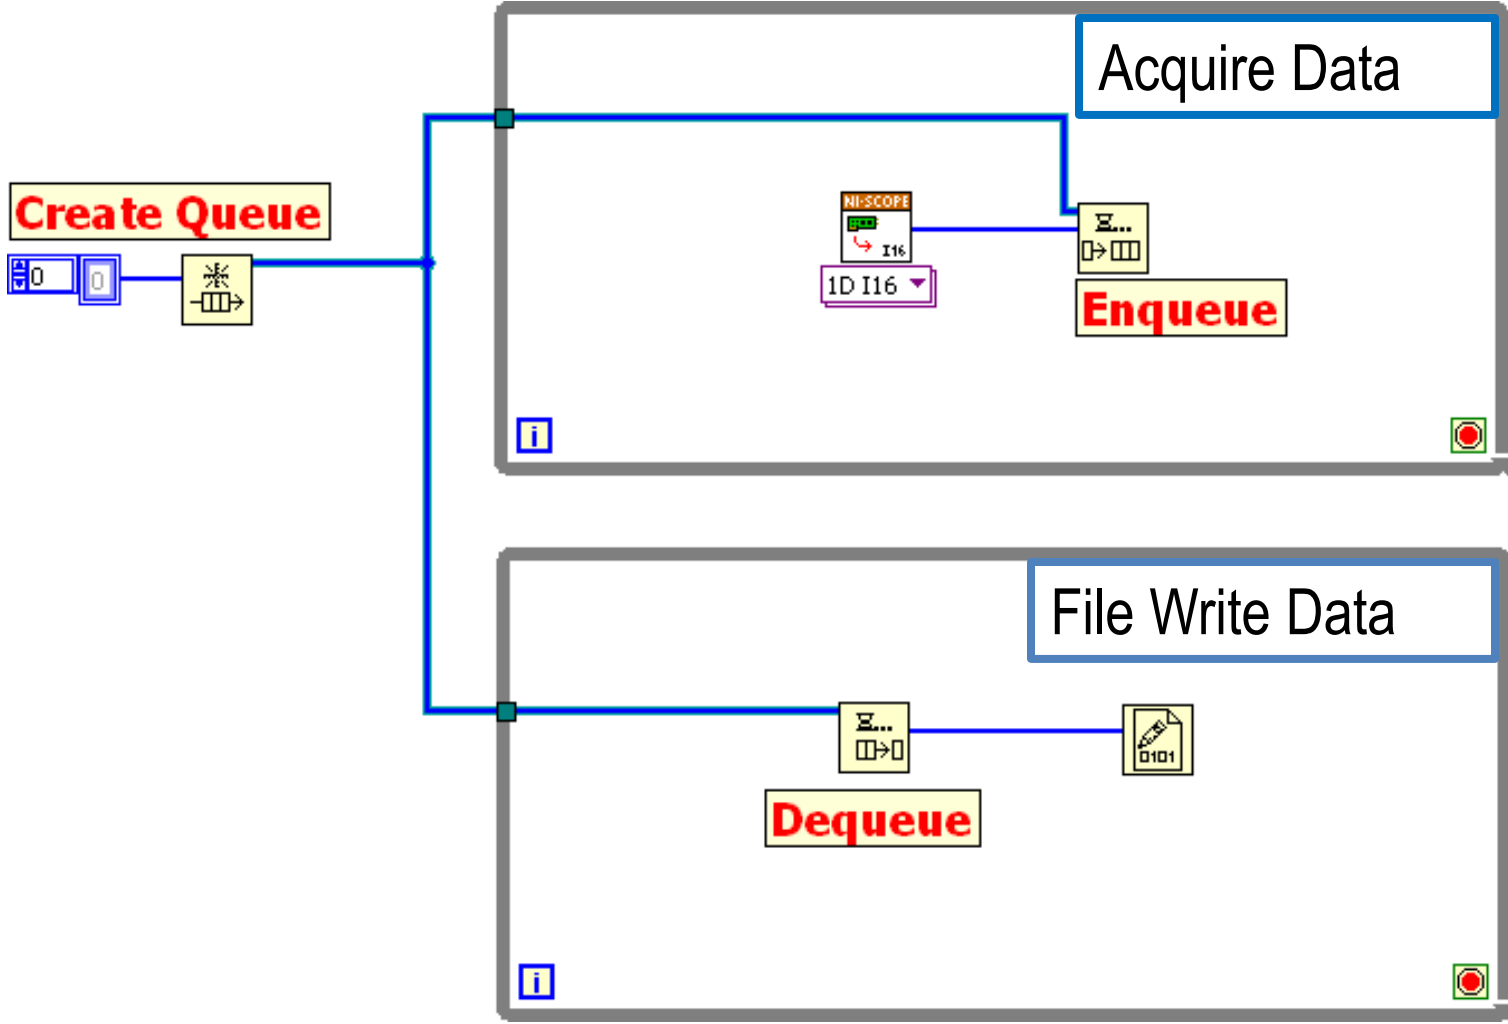 Acquire Data
Create Queue
0
0
NI-SCOPE
I16
1D I16
Enqueue
i
File Write Data
0101
Dequeue
i